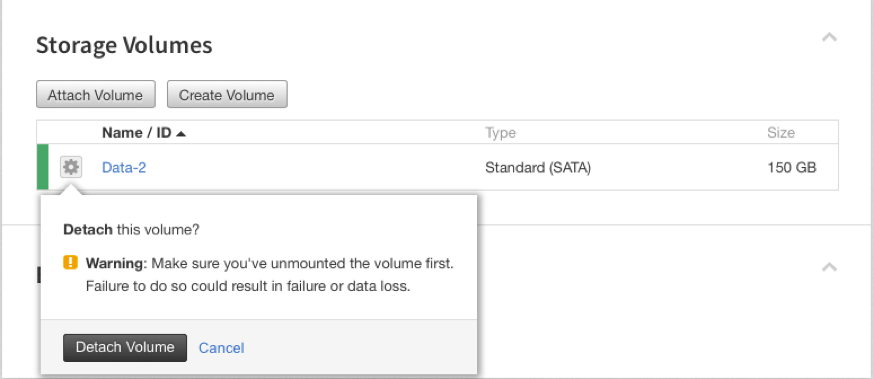 Storage Volumes
Attach Volume Create Volume
Name / ID Type Size
Data-2 Standard (SATA) 150 GB
Detach this volume?
Warning: Make sure you've unmounted the volume first.
Failure to do so could result in failure or data loss.
Detach Volume Cancel